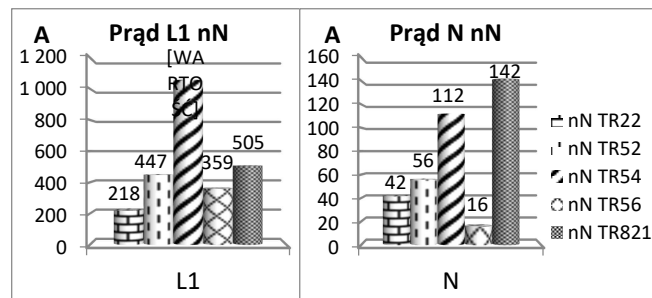 A
Prąd L1 nN
1 200
1 000
800
600
400
200
0
218
447
[WA
RTO
ŚĆ]
359
505
L1
A
Prąd N nN
160
140
120
100
80
60
40
20
0
42
56
112
16
142
N
nN TR22
nN TR52
nN TR54
nN TR56
nN TR821